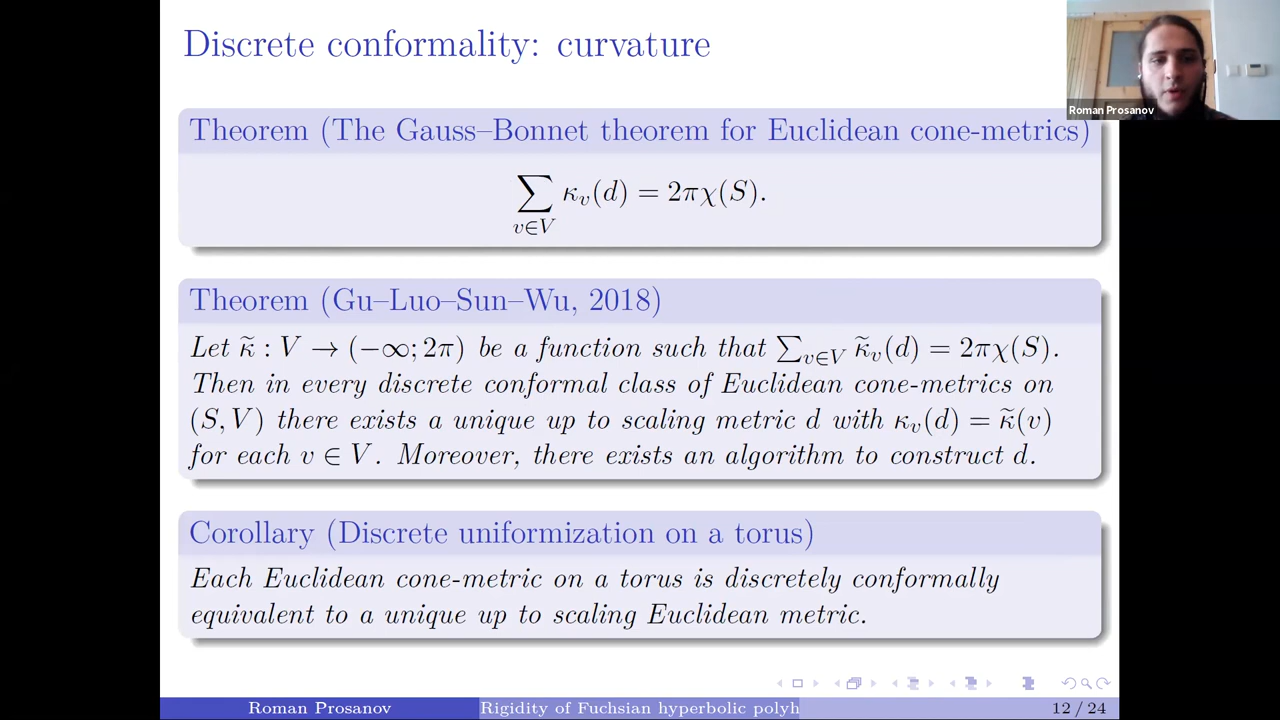 Discrete conformality: curvature
Roman Prosanov
Theorem (The Gauss–Bonnet theorem for Euclidean cone-metrics)
∑_{v∈V} κ_v(d) = 2πχ(S).
Theorem (Gu–Luo–Sun–Wu, 2018)
Let κ̃ : V → (−∞; 2π) be a function such that ∑_{v∈V} κ̃_v(d) = 2πχ(S).
Then in every discrete conformal class of Euclidean cone-metrics on
(S, V) there exists a unique up to scaling metric d with κ_v(d) = κ̃(v)
for each v ∈ V. Moreover, there exists an algorithm to construct d.
Corollary (Discrete uniformization on a torus)
Each Euclidean cone-metric on a torus is discretely conformally
equivalent to a unique up to scaling Euclidean metric.
Roman Prosanov
Rigidity of Fuchsian hyperbolic polyh
12 / 24